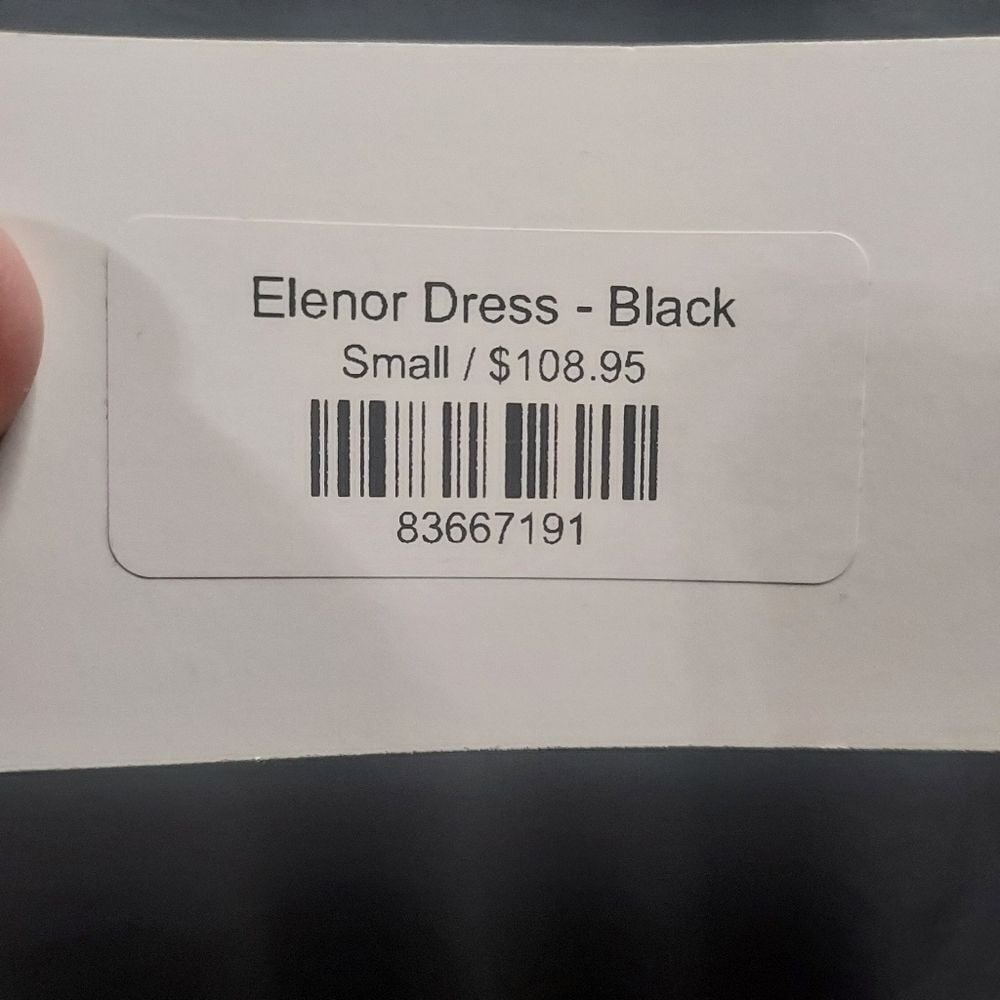 Elenor Dress - Black
Small / $108.95
83667191